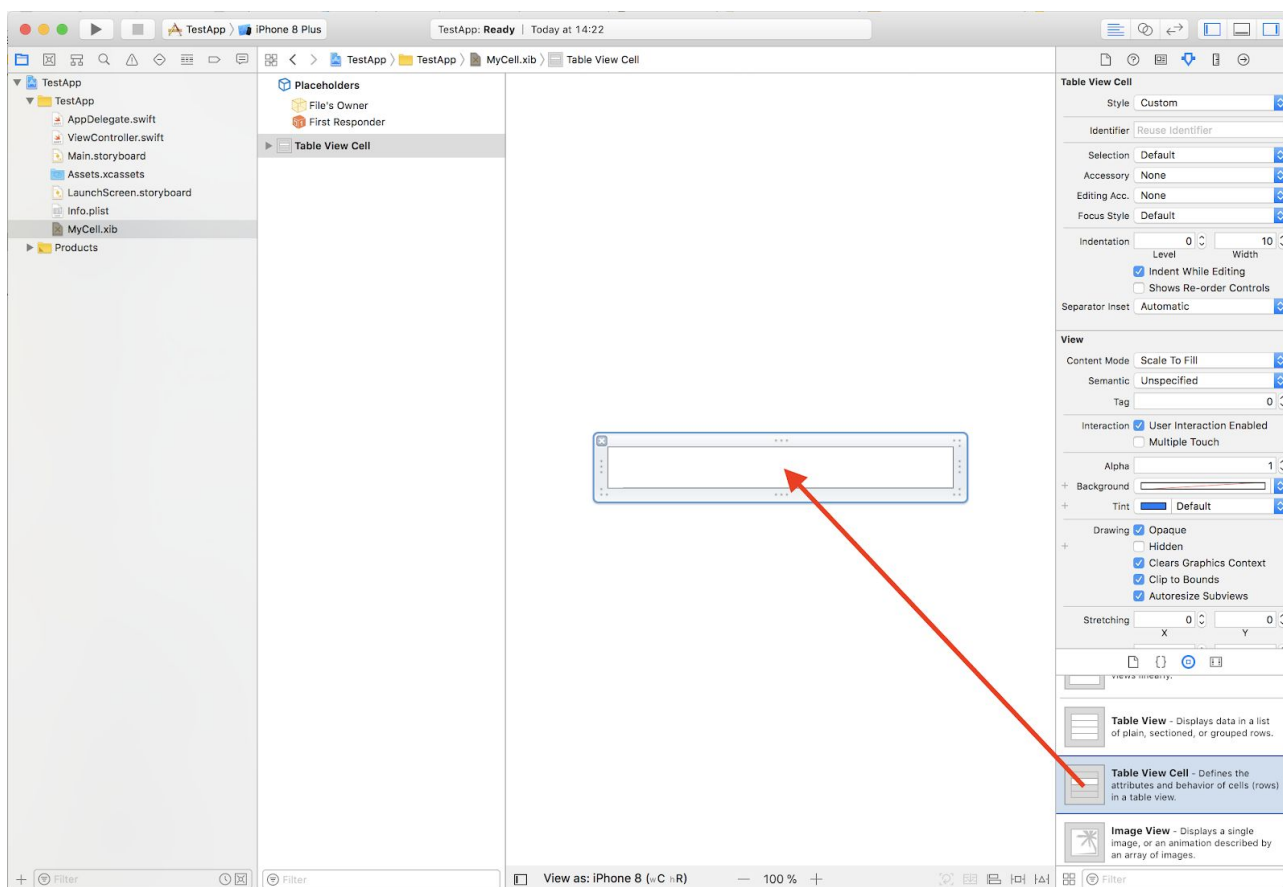 TestApp
iPhone 8 Plus
TestApp: Ready | Today at 14:22
TestApp
TestApp
MyCell.xib
Table View Cell
TestApp
TestApp
AppDelegate.swift
ViewController.swift
Main.storyboard
Assets.xcassets
LaunchScreen.storyboard
Info.plist
MyCell.xib
Products
Filter
Placeholders
File's Owner
First Responder
Table View Cell
Filter
View as: iPhone 8 (wC hR)
— 100 % +
Table View Cell
Style Custom
Identifier Reuse Identifier
Selection Default
Accessory None
Editing Acc. None
Focus Style Default
Indentation 0 10
Level Width
Indent While Editing
Shows Re-order Controls
Separator Inset Automatic
View
Content Mode Scale To Fill
Semantic Unspecified
Tag 0
Interaction User Interaction Enabled
Multiple Touch
Alpha 1
+ Background
+ Tint Default
Drawing Opaque
+ Hidden
Clears Graphics Context
Clip to Bounds
Autoresize Subviews
Stretching 0 0
X Y
views linearly.
Table View - Displays data in a list
of plain, sectioned, or grouped rows.
Table View Cell - Defines the
attributes and behavior of cells (rows)
in a table view.
Image View - Displays a single
image, or an animation described by
an array of images.
Filter